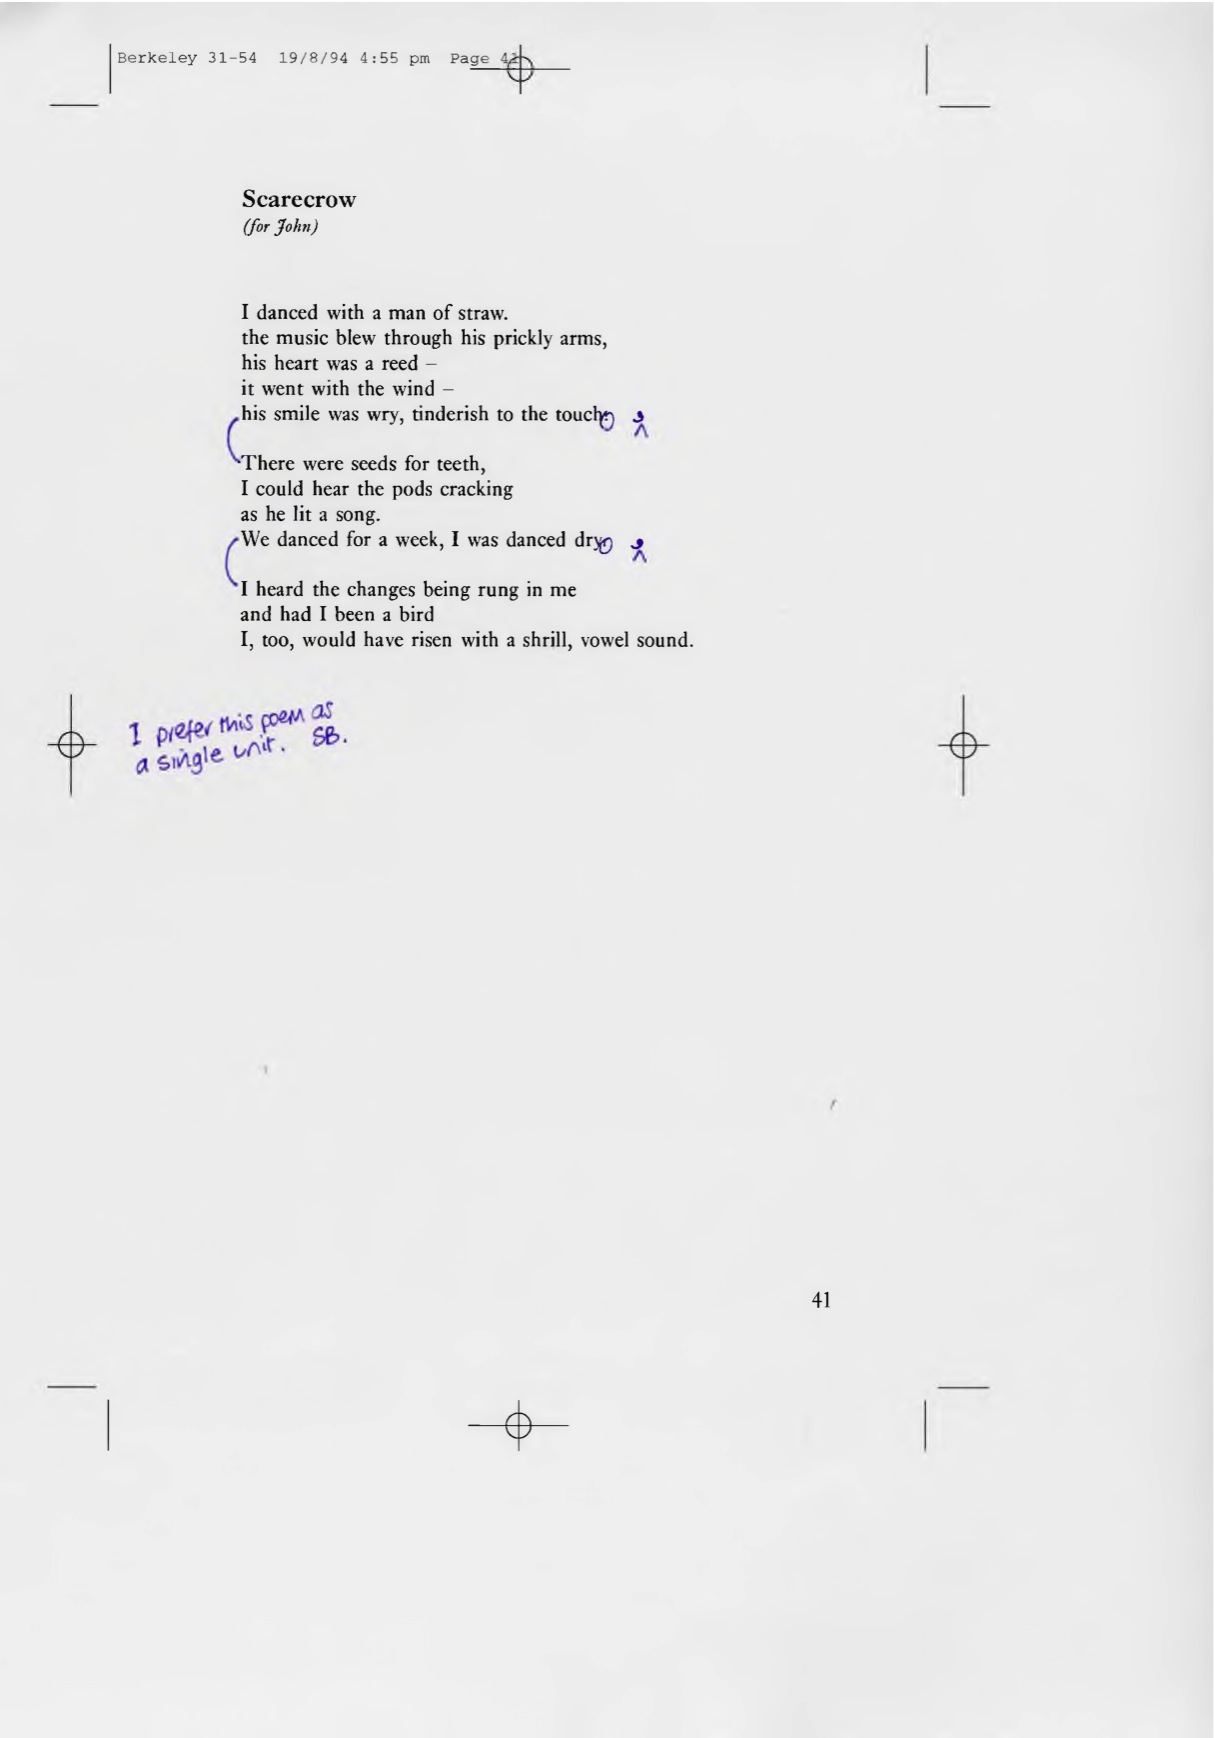 Berkeley 31-54 19/8/94 4:55 pm Page 41
Scarecrow
(for John)
I danced with a man of straw.
the music blew through his prickly arms,
his heart was a reed –
it went with the wind –
his smile was wry, tinderish to the touch.
There were seeds for teeth,
I could hear the pods cracking
as he lit a song.
We danced for a week, I was danced dry.
I heard the changes being rung in me
and had I been a bird
I, too, would have risen with a shrill, vowel sound.
I prefer this poem as
a single unit. SB.
41